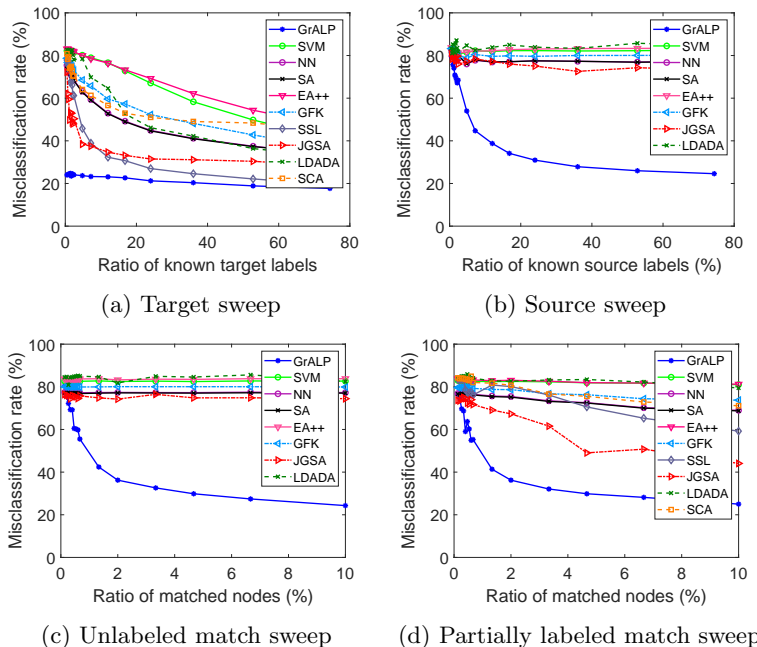 100
80
60
40
20
0
Misclassification rate (%)
0 20 40 60 80
Ratio of known target labels
GrALP
SVM
NN
SA
EA++
GFK
SSL
JGSA
LDADA
SCA
(a) Target sweep
100
80
60
40
20
0
Misclassification rate (%)
0 20 40 60 80
Ratio of known source labels (%)
GrALP
SVM
NN
SA
EA++
GFK
JGSA
LDADA
(b) Source sweep
100
80
60
40
20
0
Misclassification rate (%)
0 2 4 6 8 10
Ratio of matched nodes (%)
GrALP
SVM
NN
SA
EA++
GFK
JGSA
LDADA
(c) Unlabeled match sweep
100
80
60
40
20
0
Misclassification rate (%)
0 2 4 6 8 10
Ratio of matched nodes (%)
GrALP
SVM
NN
SA
EA++
GFK
SSL
JGSA
LDADA
SCA
(d) Partially labeled match sweep